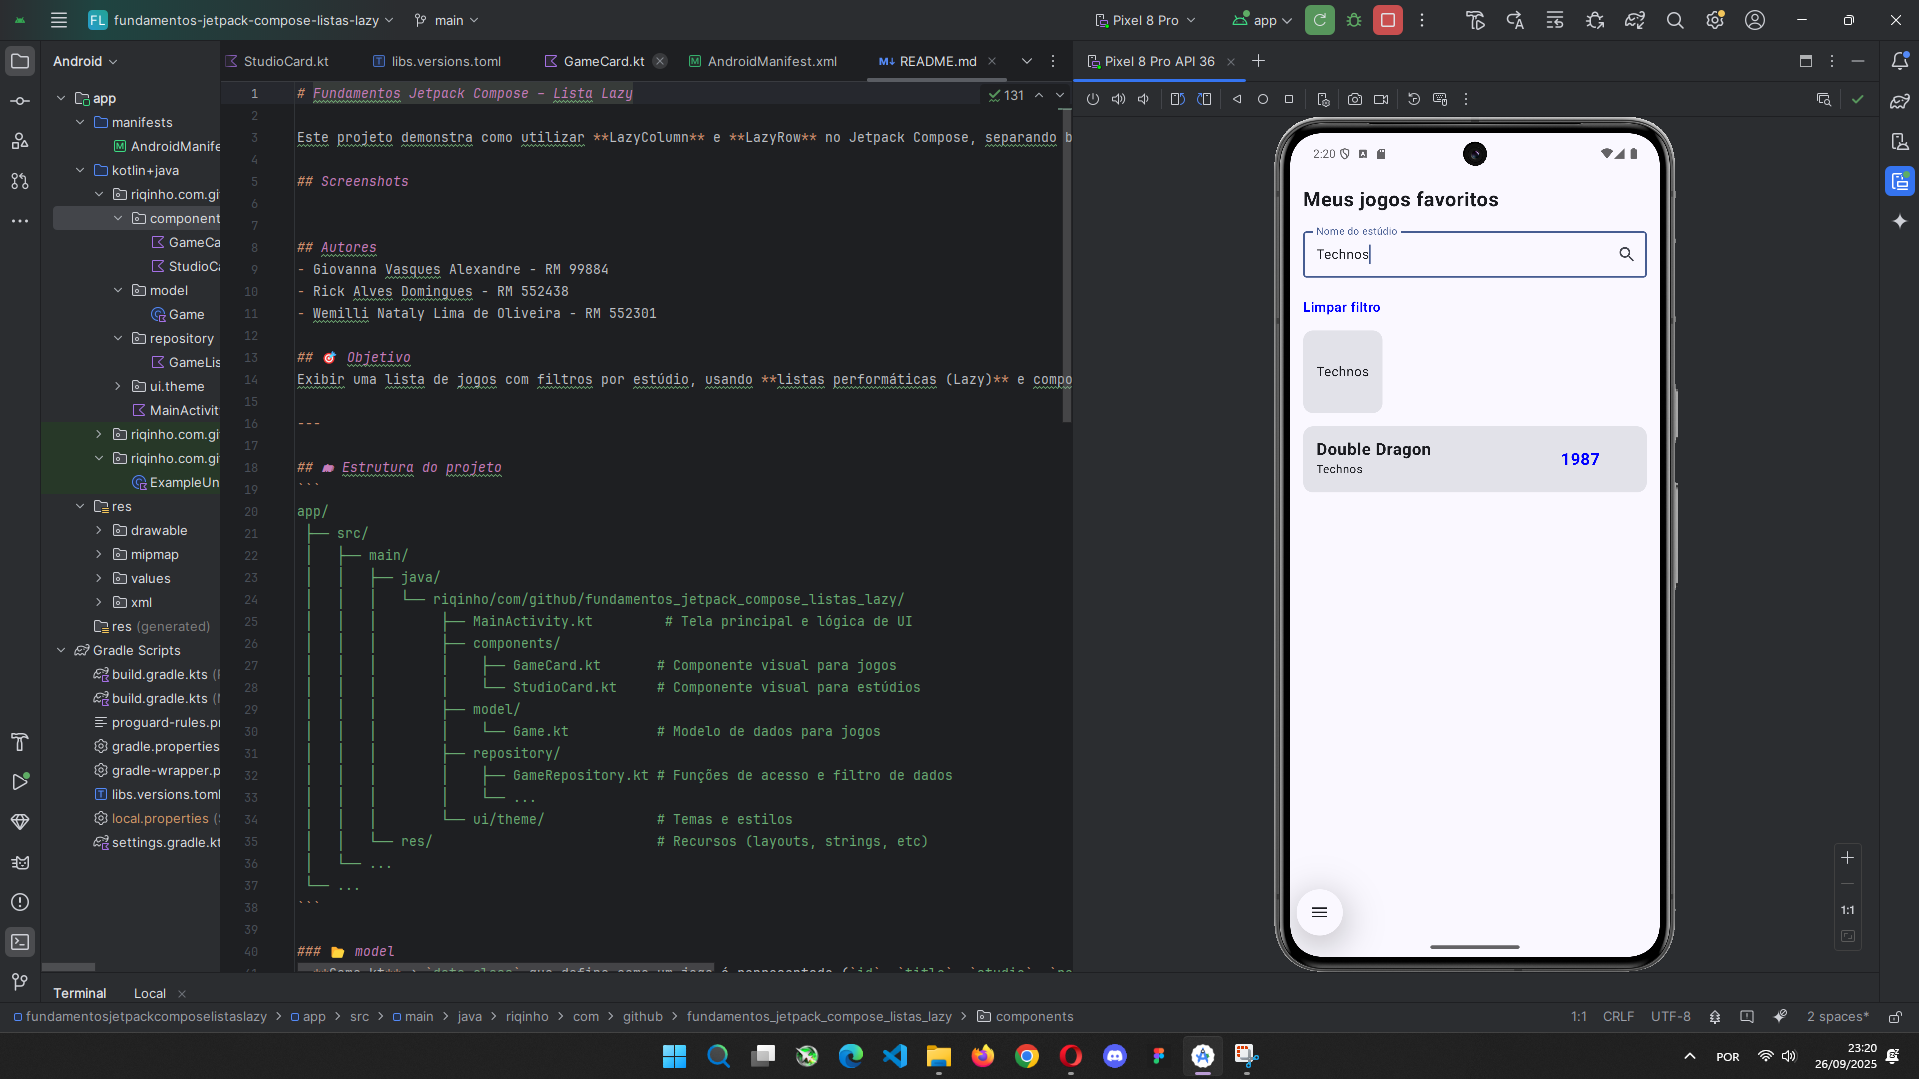 FL fundamentos-jetpack-compose-listas-lazy main Pixel 8 Pro app
Android
app
manifests
AndroidManife
kotlin+java
riqinho.com.gi
component
GameCa
StudioCa
model
Game
repository
GameLis
ui.theme
MainActivit
riqinho.com.gi
riqinho.com.gi
ExampleUn
res
drawable
mipmap
values
xml
res (generated)
Gradle Scripts
build.gradle.kts
build.gradle.kts
proguard-rules.pr
gradle.properties
gradle-wrapper.p
libs.versions.toml
local.properties
settings.gradle.kt
StudioCard.kt libs.versions.toml GameCard.kt AndroidManifest.xml README.md
131
1 # Fundamentos Jetpack Compose - Lista Lazy
2
3 Este projeto demonstra como utilizar **LazyColumn** e **LazyRow** no Jetpack Compose, separando b
4
5 ## Screenshots
6
7
8 ## Autores
9 - Giovanna Vasques Alexandre - RM 99884
10 - Rick Alves Domingues - RM 552438
11 - Wemilli Nataly Lima de Oliveira - RM 552301
12
13 ## 🎯 Objetivo
14 Exibir uma lista de jogos com filtros por estúdio, usando **listas performáticas (Lazy)** e compo
15
16 ---
17
18 ## 🧠 Estrutura do projeto
19 ```
20 app/
21 ├── src/
22 │ ├── main/
23 │ │ ├── java/
24 │ │ │ └── riqinho/com/github/fundamentos_jetpack_compose_listas_lazy/
25 │ │ │ ├── MainActivity.kt # Tela principal e lógica de UI
26 │ │ │ ├── components/
27 │ │ │ │ ├── GameCard.kt # Componente visual para jogos
28 │ │ │ │ └── StudioCard.kt # Componente visual para estúdios
29 │ │ │ ├── model/
30 │ │ │ │ └── Game.kt # Modelo de dados para jogos
31 │ │ │ ├── repository/
32 │ │ │ │ ├── GameRepository.kt # Funções de acesso e filtro de dados
33 │ │ │ │ └── ...
34 │ │ │ └── ui/theme/ # Temas e estilos
35 │ │ └── res/ # Recursos (layouts, strings, etc)
36 │ └── ...
37 └── ...
38 ```
39
40 ### 📂 model
Pixel 8 Pro API 36
2:20
Meus jogos favoritos
Nome do estúdio
Technos
Limpar filtro
Technos
Double Dragon
Technos
1987
1:1
Terminal Local
fundamentosjetpackcomposelistaslazy > app > src > main > java > riqinho > com > github > fundamentos_jetpack_compose_listas_lazy > components
1:1 CRLF UTF-8 2 spaces*
POR
23:20
26/09/2025